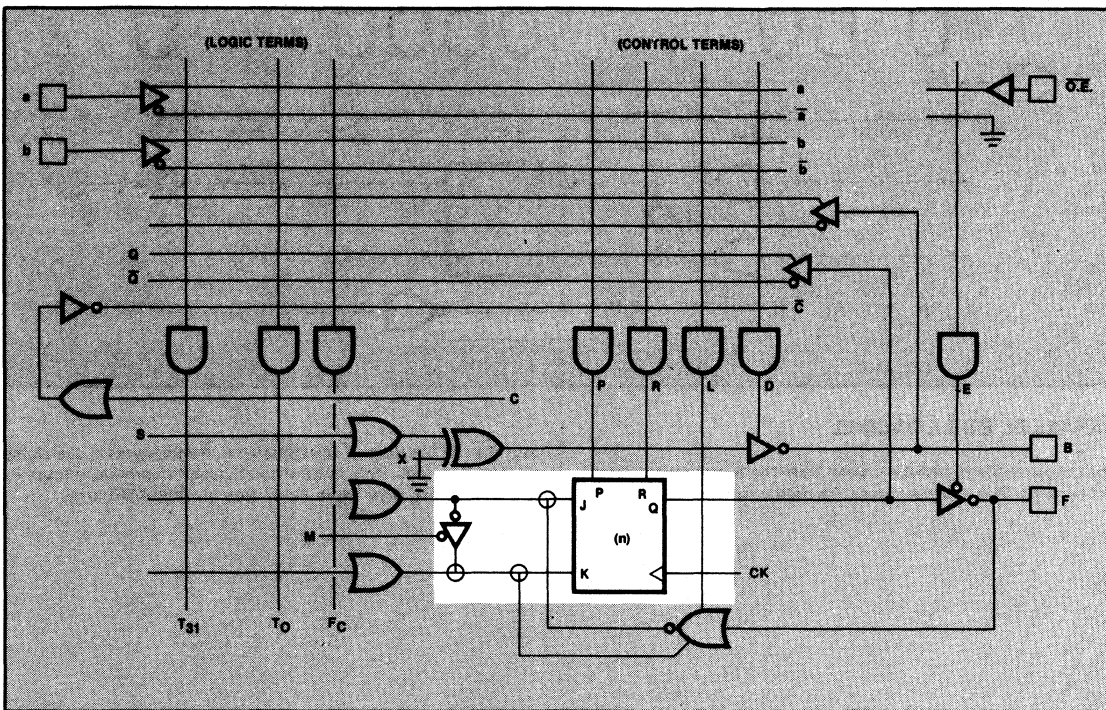 (LOGIC TERMS)
(CONTROL TERMS)
a
a
O.E.
a̅
b
b
b̅
Q
Q̅
C̅
P
R
L
D
E
C
S
X
B
P
R
J
Q
F
M
(n)
K
CK
T31
TO
FC